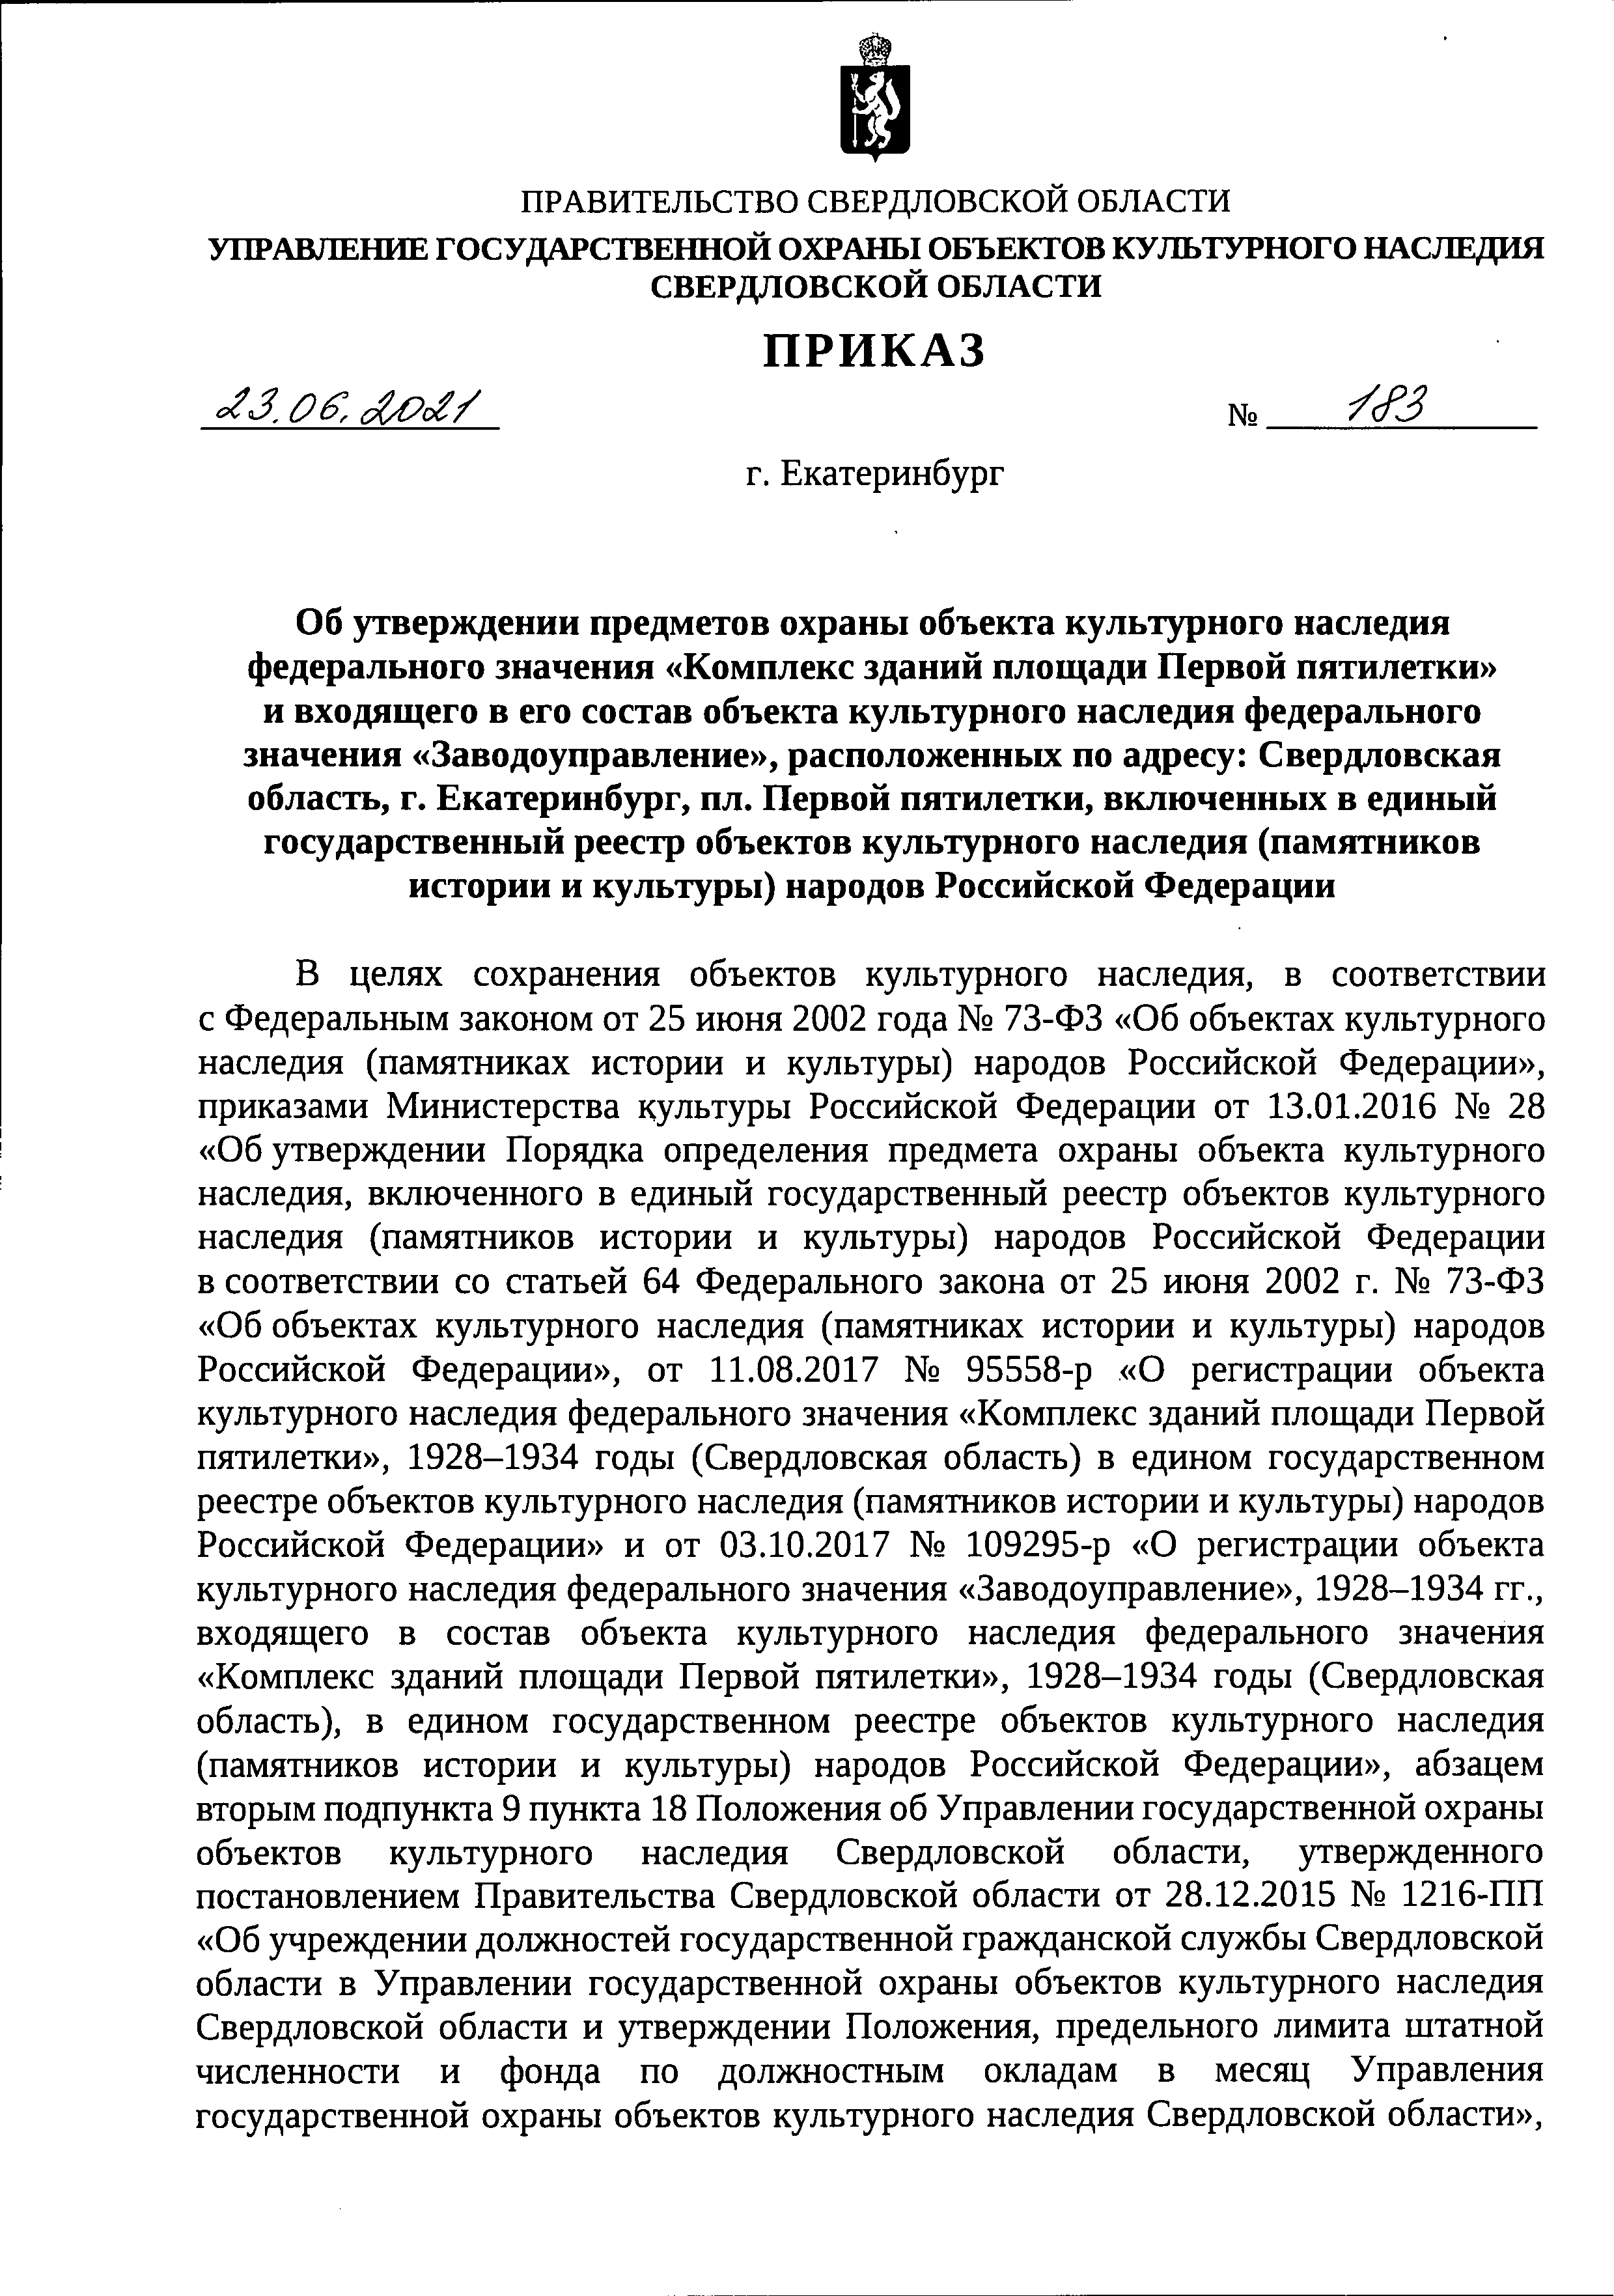 ПРАВИТЕЛЬСТВО СВЕРДЛОВСКОЙ ОБЛАСТИ
УПРАВЛЕНИЕ ГОСУДАРСТВЕННОЙ ОХРАНЫ ОБЪЕКТОВ КУЛЬТУРНОГО НАСЛЕДИЯ
СВЕРДЛОВСКОЙ ОБЛАСТИ
ПРИКАЗ
23.06.2021 № 183
г. Екатеринбург
Об утверждении предметов охраны объекта культурного наследия
федерального значения «Комплекс зданий площади Первой пятилетки»
и входящего в его состав объекта культурного наследия федерального
значения «Заводоуправление», расположенных по адресу: Свердловская
область, г. Екатеринбург, пл. Первой пятилетки, включенных в единый
государственный реестр объектов культурного наследия (памятников
истории и культуры) народов Российской Федерации
В целях сохранения объектов культурного наследия, в соответствии
с Федеральным законом от 25 июня 2002 года № 73-ФЗ «Об объектах культурного
наследия (памятниках истории и культуры) народов Российской Федерации»,
приказами Министерства культуры Российской Федерации от 13.01.2016 № 28
«Об утверждении Порядка определения предмета охраны объекта культурного
наследия, включенного в единый государственный реестр объектов культурного
наследия (памятников истории и культуры) народов Российской Федерации
в соответствии со статьей 64 Федерального закона от 25 июня 2002 г. № 73-ФЗ
«Об объектах культурного наследия (памятниках истории и культуры) народов
Российской Федерации», от 11.08.2017 № 95558-р «О регистрации объекта
культурного наследия федерального значения «Комплекс зданий площади Первой
пятилетки», 1928–1934 годы (Свердловская область) в едином государственном
реестре объектов культурного наследия (памятников истории и культуры) народов
Российской Федерации» и от 03.10.2017 № 109295-р «О регистрации объекта
культурного наследия федерального значения «Заводоуправление», 1928–1934 гг.,
входящего в состав объекта культурного наследия федерального значения
«Комплекс зданий площади Первой пятилетки», 1928–1934 годы (Свердловская
область), в едином государственном реестре объектов культурного наследия
(памятников истории и культуры) народов Российской Федерации», абзацем
вторым подпункта 9 пункта 18 Положения об Управлении государственной охраны
объектов культурного наследия Свердловской области, утвержденного
постановлением Правительства Свердловской области от 28.12.2015 № 1216-ПП
«Об учреждении должностей государственной гражданской службы Свердловской
области в Управлении государственной охраны объектов культурного наследия
Свердловской области и утверждении Положения, предельного лимита штатной
численности и фонда по должностным окладам в месяц Управления
государственной охраны объектов культурного наследия Свердловской области»,